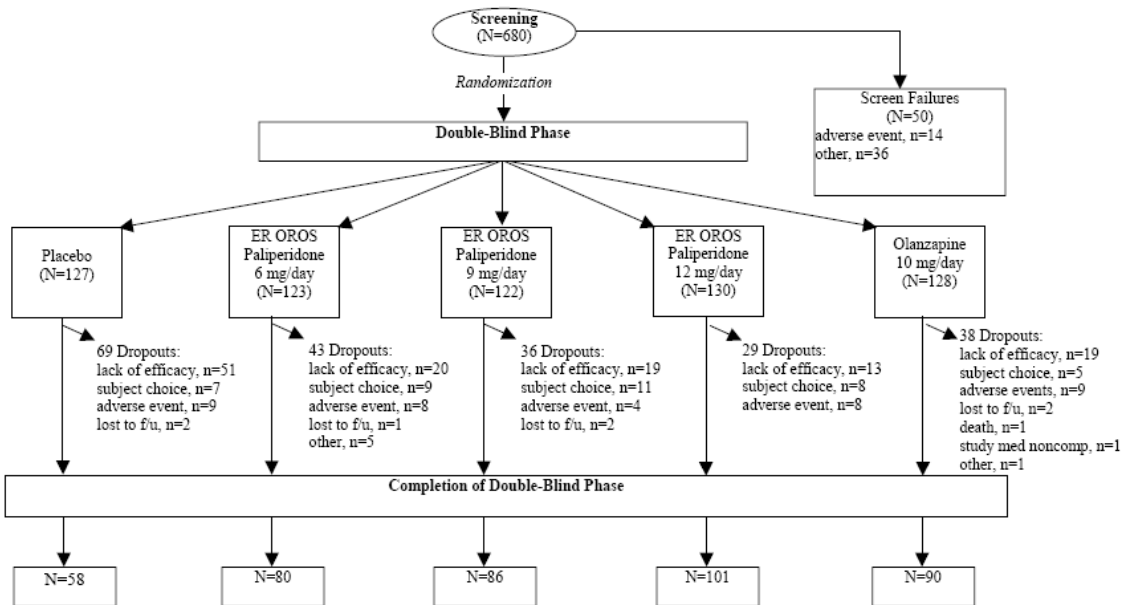 Screening
(N=680)
Randomization
Screen Failures
(N=50)
adverse event, n=14
other, n=36
Double-Blind Phase
Placebo
(N=127)
ER OROS
Paliperidone
6 mg/day
(N=123)
ER OROS
Paliperidone
9 mg/day
(N=122)
ER OROS
Paliperidone
12 mg/day
(N=130)
Olanzapine
10 mg/day
(N=128)
69 Dropouts:
lack of efficacy, n=51
subject choice, n=7
adverse event, n=9
lost to f/u, n=2
43 Dropouts:
lack of efficacy, n=20
subject choice, n=9
adverse event, n=8
lost to f/u, n=1
other, n=5
36 Dropouts:
lack of efficacy, n=19
subject choice, n=11
adverse event, n=4
lost to f/u, n=2
29 Dropouts:
lack of efficacy, n=13
subject choice, n=8
adverse event, n=8
38 Dropouts:
lack of efficacy, n=19
subject choice, n=5
adverse events, n=9
lost to f/u, n=2
death, n=1
study med noncomp, n=1
other, n=1
Completion of Double-Blind Phase
N=58
N=80
N=86
N=101
N=90